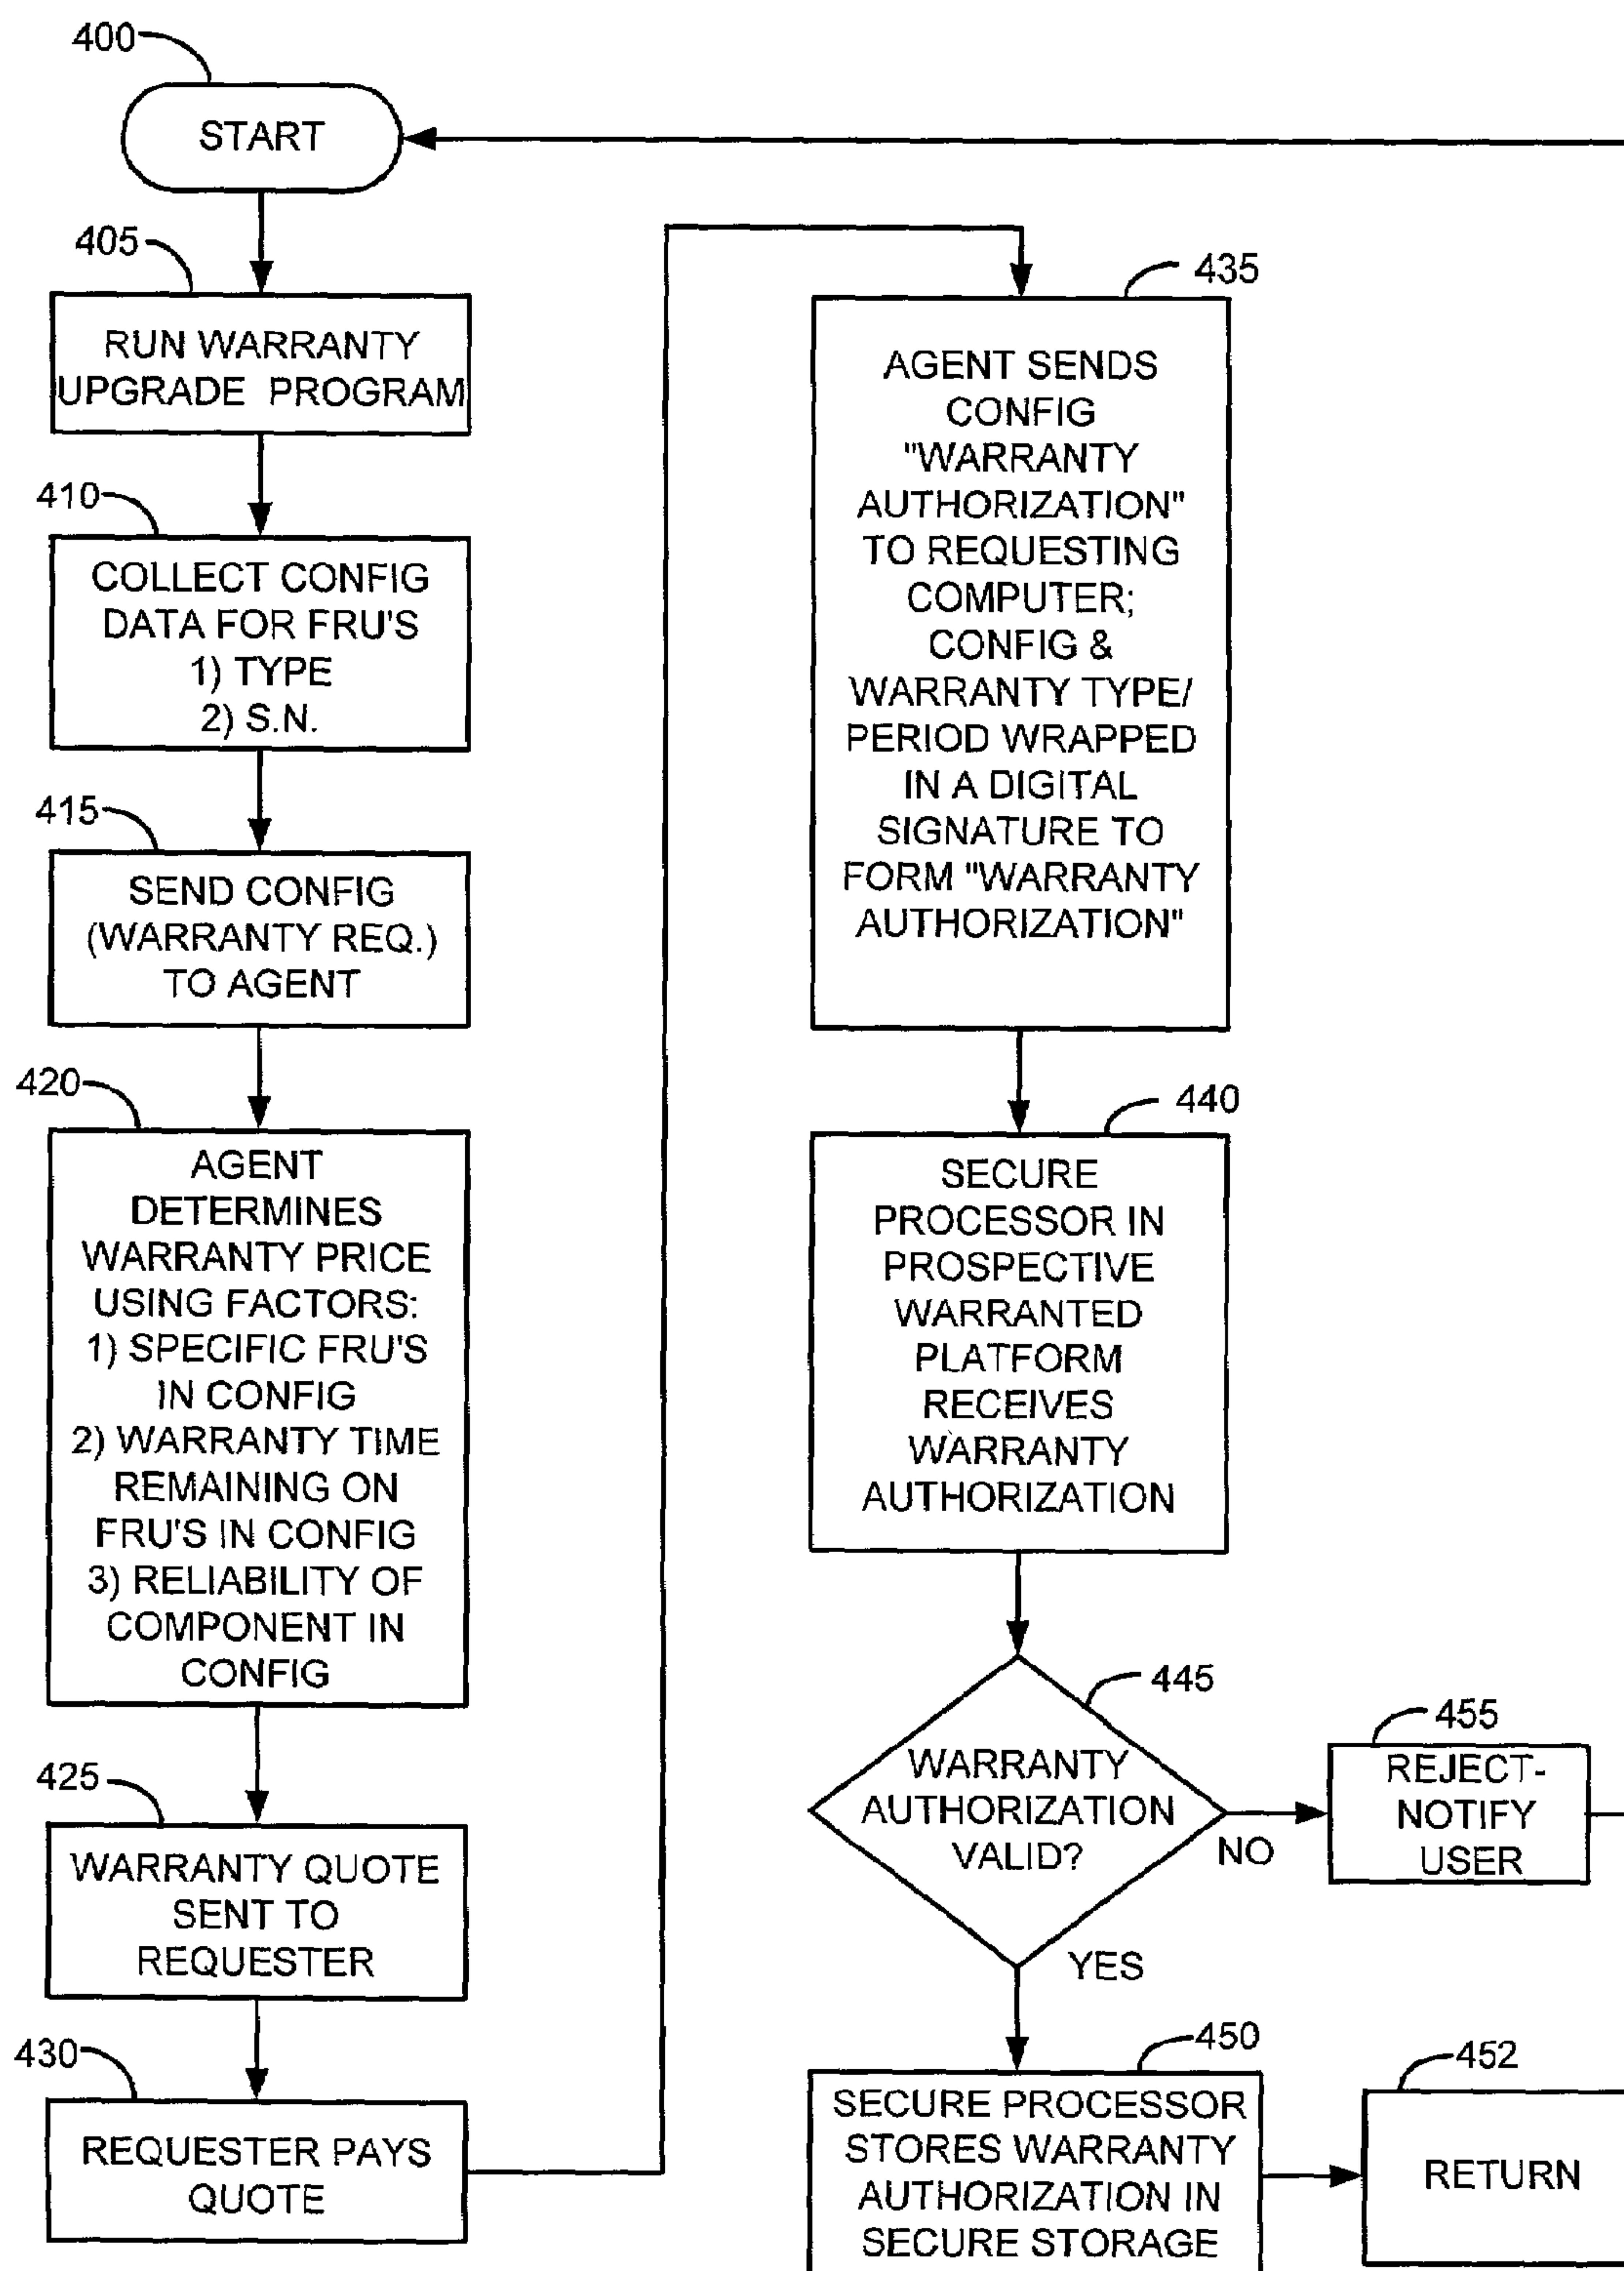 400
START
405
RUN WARRANTY
UPGRADE PROGRAM
410
COLLECT CONFIG
DATA FOR FRU'S
1) TYPE
2) S.N.
415
SEND CONFIG
(WARRANTY REQ.)
TO AGENT
420
AGENT
DETERMINES
WARRANTY PRICE
USING FACTORS:
1) SPECIFIC FRU'S
IN CONFIG
2) WARRANTY TIME
REMAINING ON
FRU'S IN CONFIG
3) RELIABILITY OF
COMPONENT IN
CONFIG
425
WARRANTY QUOTE
SENT TO
REQUESTER
430
REQUESTER PAYS
QUOTE
435
AGENT SENDS
CONFIG
"WARRANTY
AUTHORIZATION"
TO REQUESTING
COMPUTER;
CONFIG &
WARRANTY TYPE/
PERIOD WRAPPED
IN A DIGITAL
SIGNATURE TO
FORM "WARRANTY
AUTHORIZATION"
440
SECURE
PROCESSOR IN
PROSPECTIVE
WARRANTED
PLATFORM
RECEIVES
WARRANTY
AUTHORIZATION
445
WARRANTY
AUTHORIZATION
VALID?
NO
YES
455
REJECT-
NOTIFY
USER
450
SECURE PROCESSOR
STORES WARRANTY
AUTHORIZATION IN
SECURE STORAGE
452
RETURN